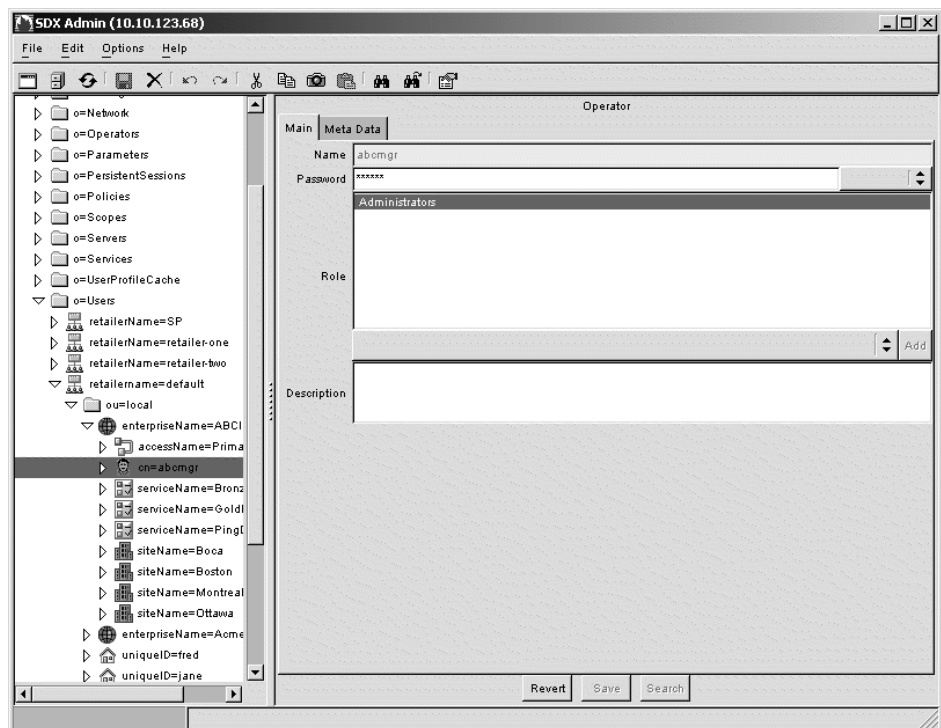 SDX Admin (10.10.123.68)
File Edit Options Help
o=Network
o=Operators
o=Parameters
o=PersistentSessions
o=Policies
o=Scopes
o=Servers
o=Services
o=UserProfileCache
o=Users
retailerName=SP
retailerName=retailer-one
retailerName=retailer-two
retailername=default
ou=local
enterpriseName=ABCI
accessName=Prima
cn=abcmgr
serviceName=Bronz
serviceName=Gold
serviceName=Ping
siteName=Boca
siteName=Boston
siteName=Montreal
siteName=Ottawa
enterpriseName=Acme
uniqueID=fred
uniqueID=jane
Operator
Main Meta Data
Name abcmgr
Password ******
Administrators
Role
Add
Description
Revert Save Search